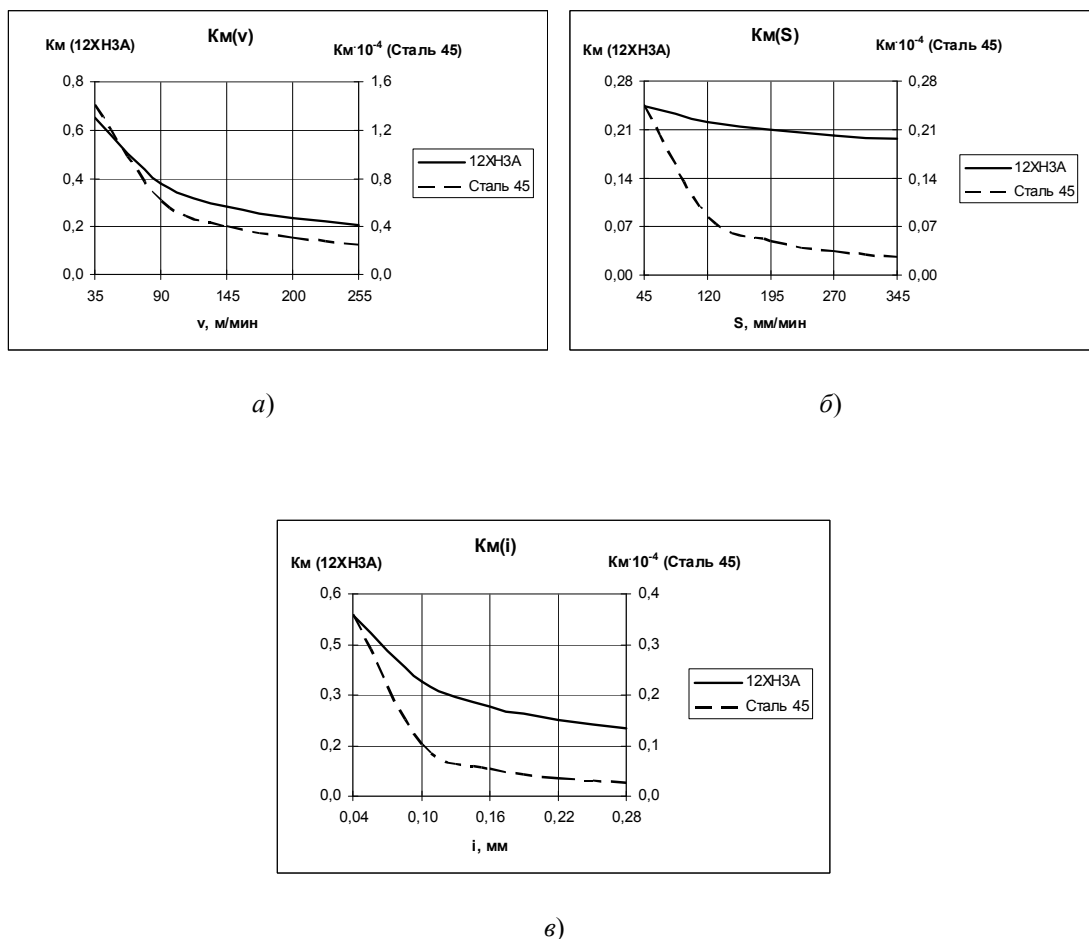 Км(v)
Км (12ХН3А)
Км·10⁻⁴ (Сталь 45)
0,8
0,6
0,4
0,2
0,0
1,6
1,2
0,8
0,4
0,0
35
90
145
200
255
v, м/мин
12ХН3А
Сталь 45
а)
Км(S)
Км (12ХН3А)
Км·10⁻⁴ (Сталь 45)
0,28
0,21
0,14
0,07
0,00
0,28
0,21
0,14
0,07
0,00
45
120
195
270
345
S, мм/мин
12ХН3А
Сталь 45
б)
Км(i)
Км (12ХН3А)
Км·10⁻⁴ (Сталь 45)
0,6
0,5
0,3
0,2
0,0
0,4
0,3
0,2
0,1
0,0
0,04
0,10
0,16
0,22
0,28
i, мм
12ХН3А
Сталь 45
в)